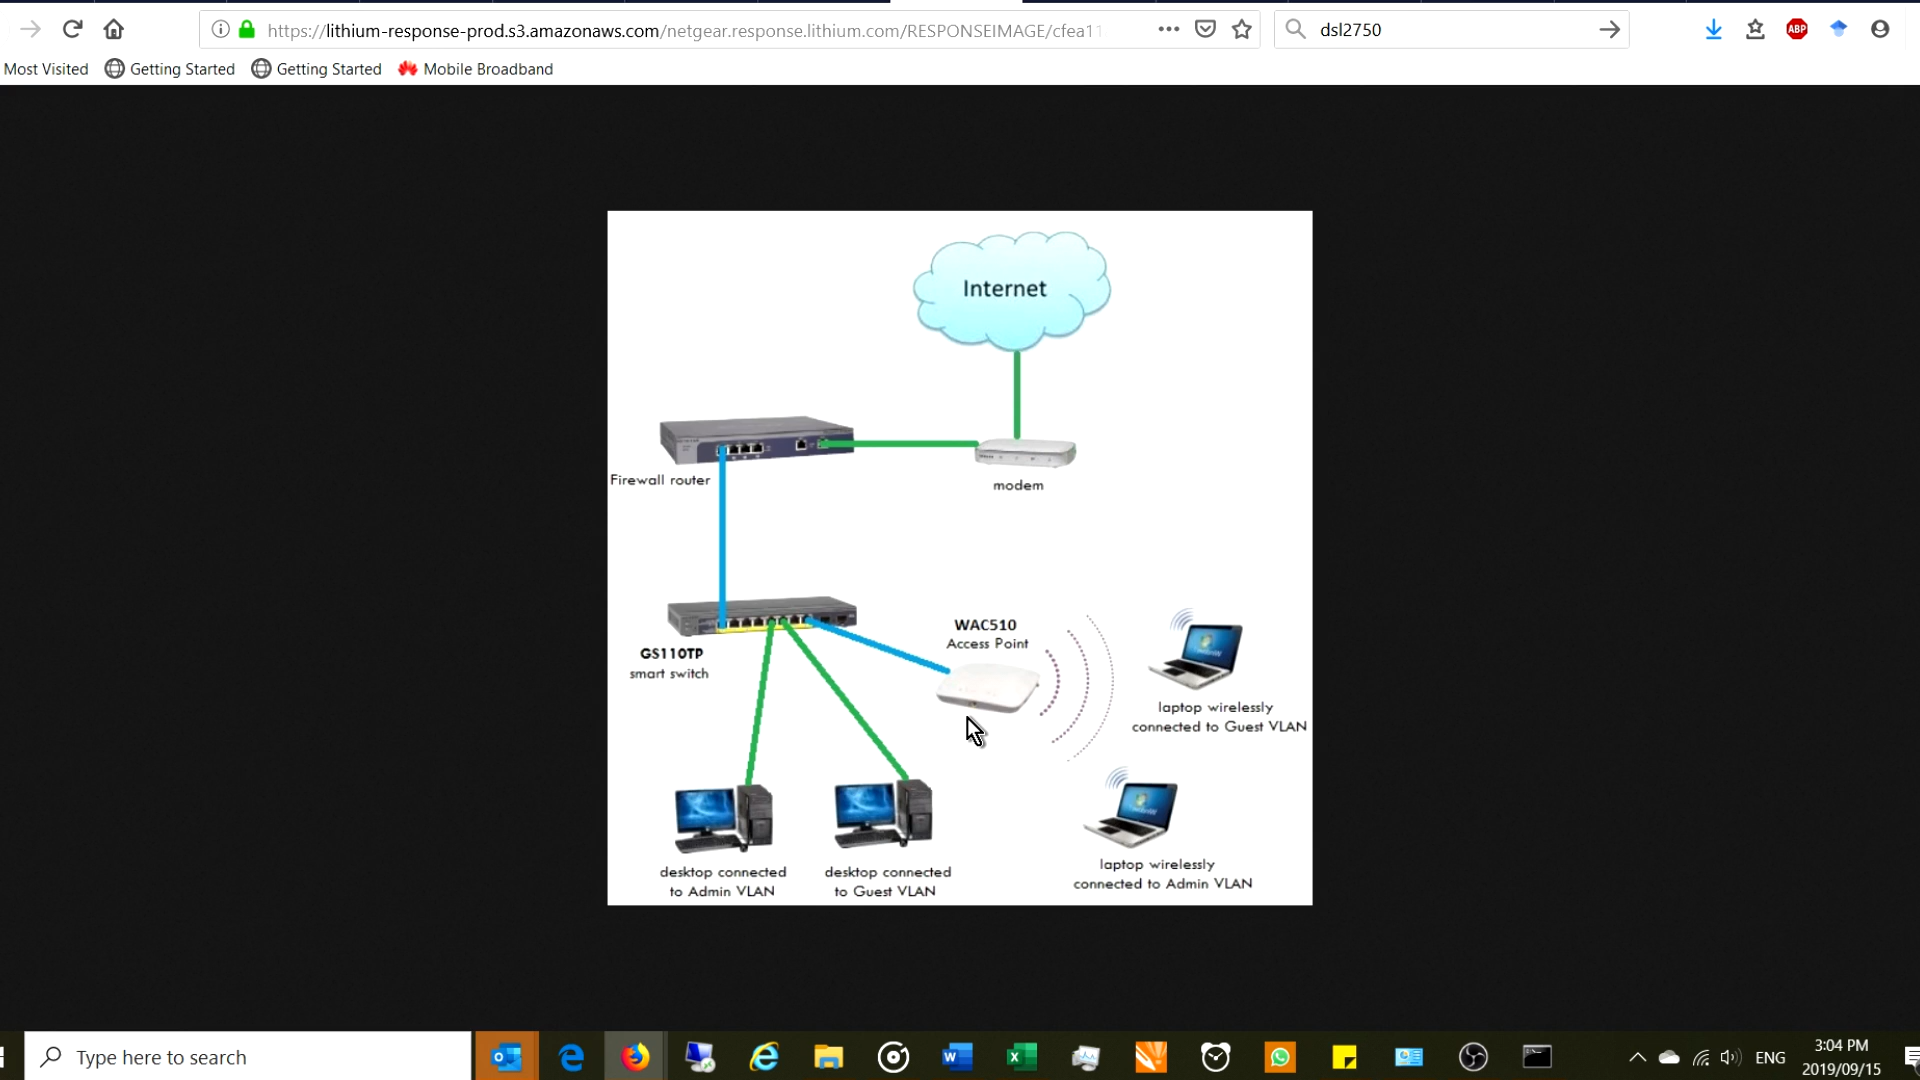 https://lithium-response-prod.s3.amazonaws.com/netgear.response.lithium.com/RESPONSEIMAGE/cfea11
dsl2750
ABP
Most Visited
Getting Started
Getting Started
Mobile Broadband
Internet
Firewall router
modem
WAC510
Access Point
GS110TP
smart switch
laptop wirelessly
connected to Guest VLAN
laptop wirelessly
connected to Admin VLAN
desktop connected
to Admin VLAN
desktop connected
to Guest VLAN
Type here to search
ENG
3:04 PM
2019/09/15